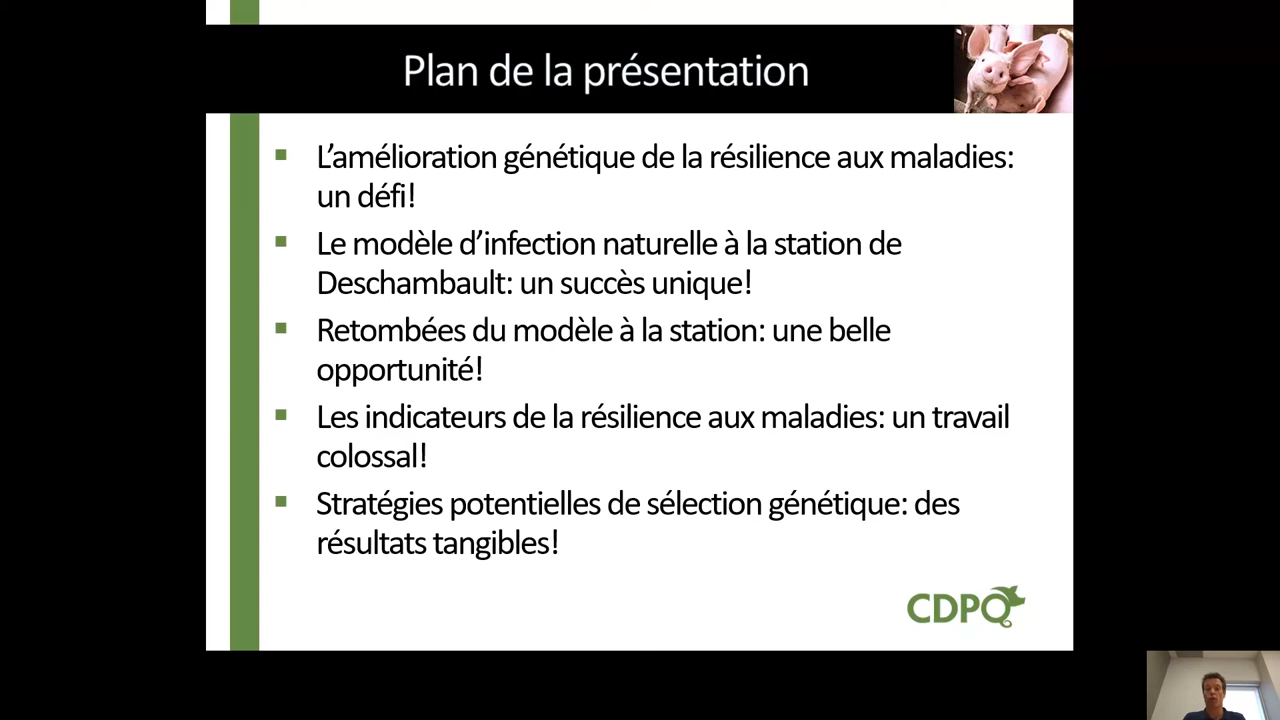 Plan de la présentation
L'amélioration génétique de la résilience aux maladies:
un défi!
Le modèle d'infection naturelle à la station de
Deschambault: un succès unique!
Retombées du modèle à la station: une belle
opportunité!
Les indicateurs de la résilience aux maladies: un travail
colossal!
Stratégies potentielles de sélection génétique: des
résultats tangibles!
CDPQ